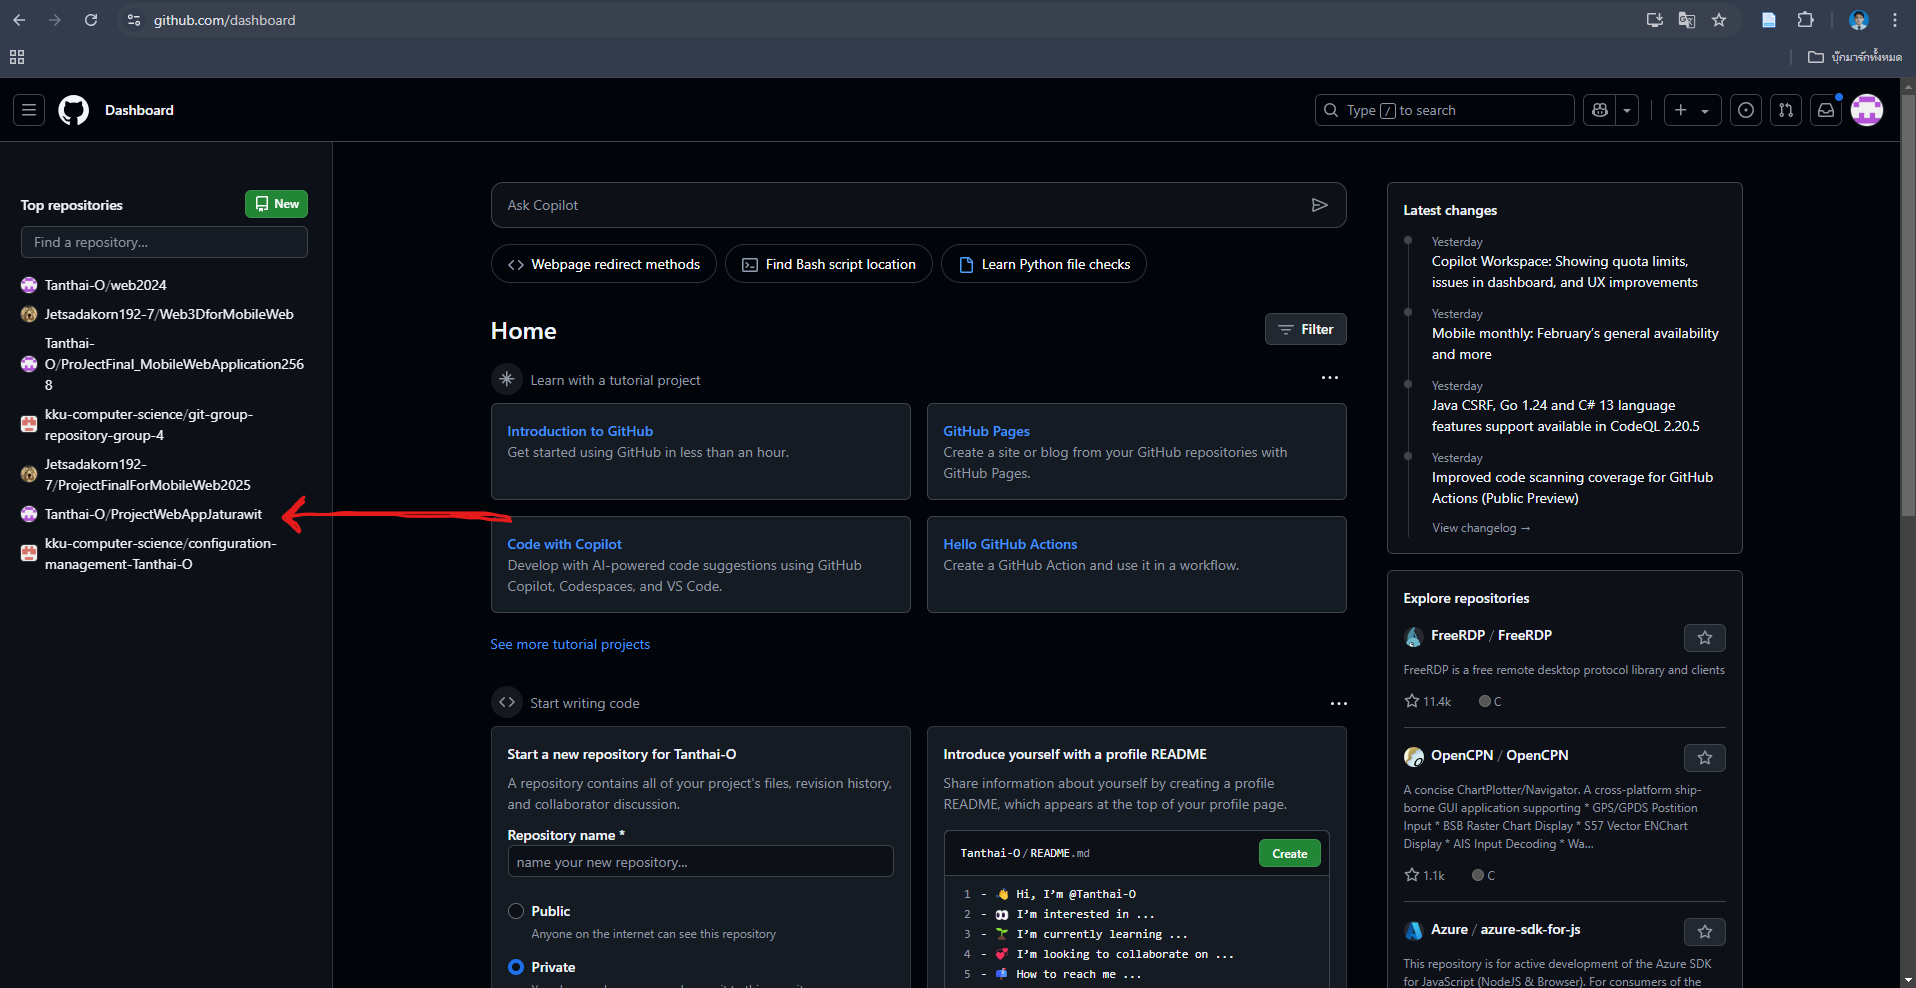 github.com/dashboard
บุ๊กมาร์กทั้งหมด
Dashboard
Type / to search
Top repositories
New
Find a repository...
Tanthai-O/web2024
Jetsadakorn192-7/Web3DforMobileWeb
Tanthai-
O/ProJectFinal_MobileWebApplication256
8
kku-computer-science/git-group-
repository-group-4
Jetsadakorn192-
7/ProjectFinalForMobileWeb2025
Tanthai-O/ProjectWebAppJaturawit
kku-computer-science/configuration-
management-Tanthai-O
Ask Copilot
Webpage redirect methods
Find Bash script location
Learn Python file checks
Home
Filter
Learn with a tutorial project
Introduction to GitHub
Get started using GitHub in less than an hour.
GitHub Pages
Create a site or blog from your GitHub repositories with
GitHub Pages.
Code with Copilot
Develop with AI-powered code suggestions using GitHub
Copilot, Codespaces, and VS Code.
Hello GitHub Actions
Create a GitHub Action and use it in a workflow.
See more tutorial projects
Start writing code
Start a new repository for Tanthai-O
A repository contains all of your project's files, revision history,
and collaborator discussion.
Repository name *
name your new repository...
Public
Anyone on the internet can see this repository
Private
Introduce yourself with a profile README
Share information about yourself by creating a profile
README, which appears at the top of your profile page.
Tanthai-O/README.md
Create
1 - 👋 Hi, I’m @Tanthai-O
2 - 👀 I’m interested in ...
3 - 🌱 I’m currently learning ...
4 - 💞️ I’m looking to collaborate on ...
5 - 📫 How to reach me ...
Latest changes
Yesterday
Copilot Workspace: Showing quota limits,
issues in dashboard, and UX improvements
Yesterday
Mobile monthly: February’s general availability
and more
Yesterday
Java CSRF, Go 1.24 and C# 13 language
features support available in CodeQL 2.20.5
Yesterday
Improved code scanning coverage for GitHub
Actions (Public Preview)
View changelog →
Explore repositories
FreeRDP / FreeRDP
FreeRDP is a free remote desktop protocol library and clients
11.4k C
OpenCPN / OpenCPN
A concise ChartPlotter/Navigator. A cross-platform ship-
borne GUI application supporting * GPS/GPDS Postition
Input * BSB Raster Chart Display * S57 Vector ENChart
Display * AIS Input Decoding * Wa...
1.1k C
Azure / azure-sdk-for-js
This repository is for active development of the Azure SDK
for JavaScript (NodeJS & Browser). For consumers of the